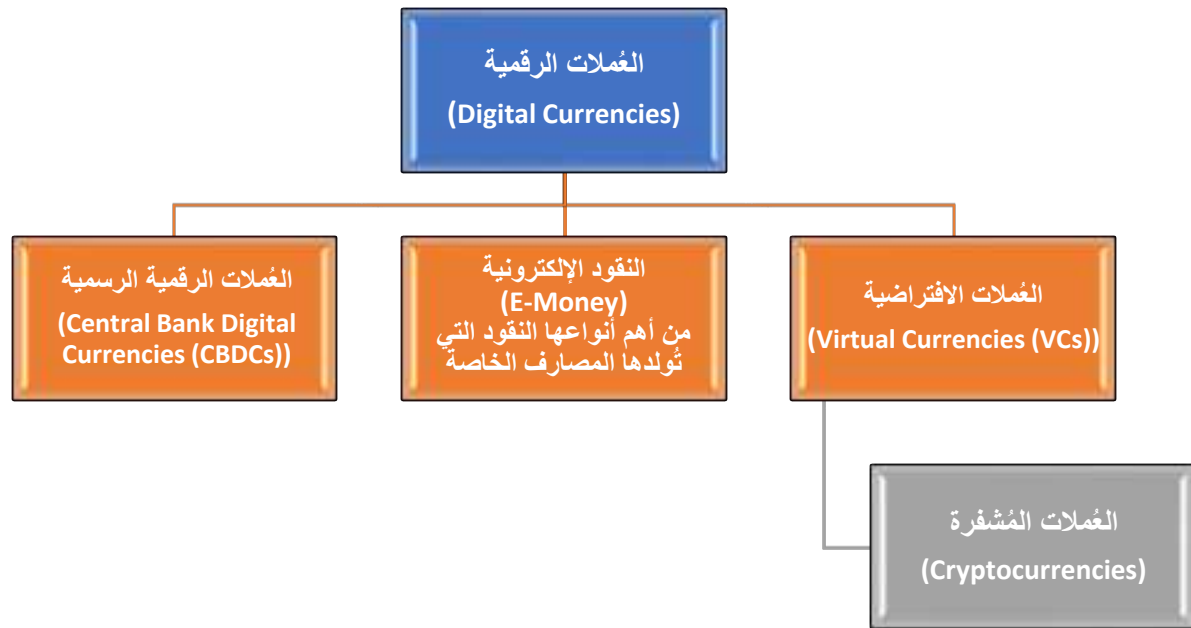 العُملات الرقمية
(Digital Currencies)
العُملات الافتراضية
(Virtual Currencies (VCs))
النقود الإلكترونية
(E-Money)
من أهم أنواعها النقود التي
تُولدها المصارف الخاصة
العُملات الرقمية الرسمية
(Central Bank Digital
Currencies (CBDCs))
العُملات المُشفرة
(Cryptocurrencies)